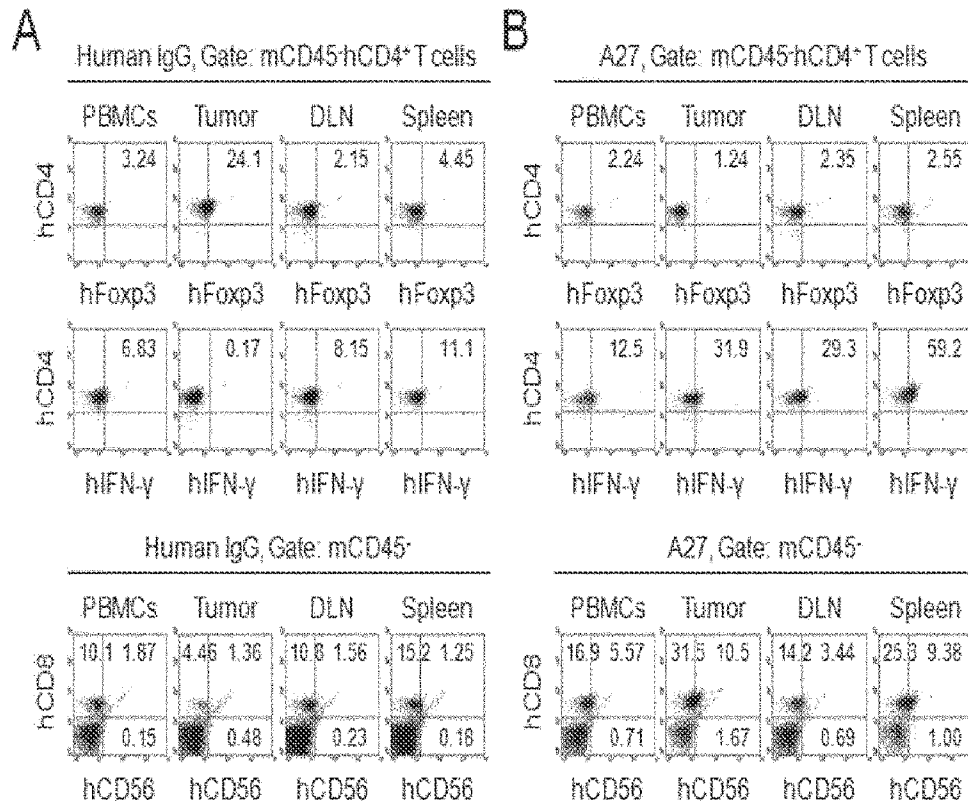 A
Human IgG, Gate: mCD45⁻hCD4⁺ T cells
PBMCs Tumor DLN Spleen
hCD4
3.24 24.1 2.15 4.45
hFoxp3 hFoxp3 hFoxp3 hFoxp3
hCD4
6.83 0.17 8.15 11.1
hIFN-γ hIFN-γ hIFN-γ hIFN-γ
Human IgG, Gate: mCD45⁻
PBMCs Tumor DLN Spleen
hCD8
10.1 1.87 4.46 1.36 10.8 1.56 15.2 1.25
0.15 0.48 0.23 0.18
hCD56 hCD56 hCD56 hCD56
B
A27, Gate: mCD45⁻hCD4⁺ T cells
PBMCs Tumor DLN Spleen
hCD4
2.24 1.24 2.35 2.55
hFoxp3 hFoxp3 hFoxp3 hFoxp3
hCD4
12.5 31.9 29.3 59.2
hIFN-γ hIFN-γ hIFN-γ hIFN-γ
A27, Gate: mCD45⁻
PBMCs Tumor DLN Spleen
hCD8
16.9 5.57 31.5 10.5 14.2 3.44 9.38
0.71 1.67 0.69 1.00
hCD56 hCD56 hCD56 hCD56